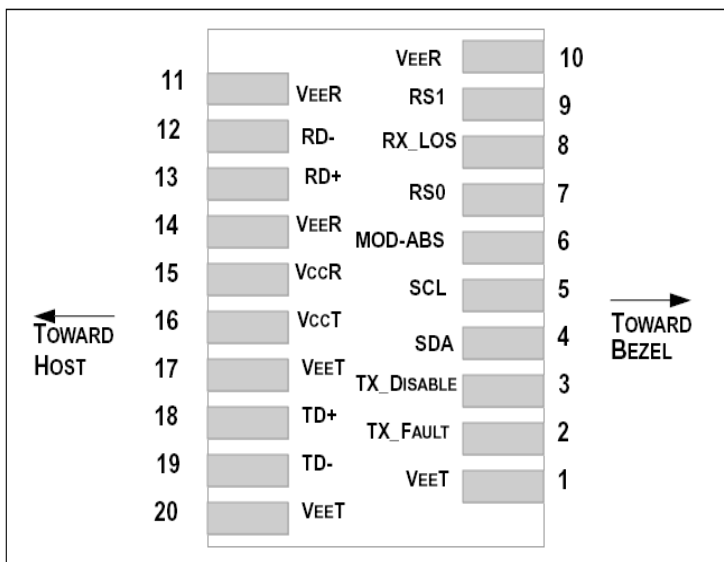 VEER 10
11 VEER
RS1 9
12 RD-
RX_LOS 8
13 RD+
RS0 7
14 VEER
MOD-ABS 6
15 VCCR
SCL 5
16 VCCT
TOWARD
HOST
TOWARD
BEZEL
SDA 4
17 VEET
TX_DISABLE 3
18 TD+
TX_FAULT 2
19 TD-
VEET 1
20 VEET